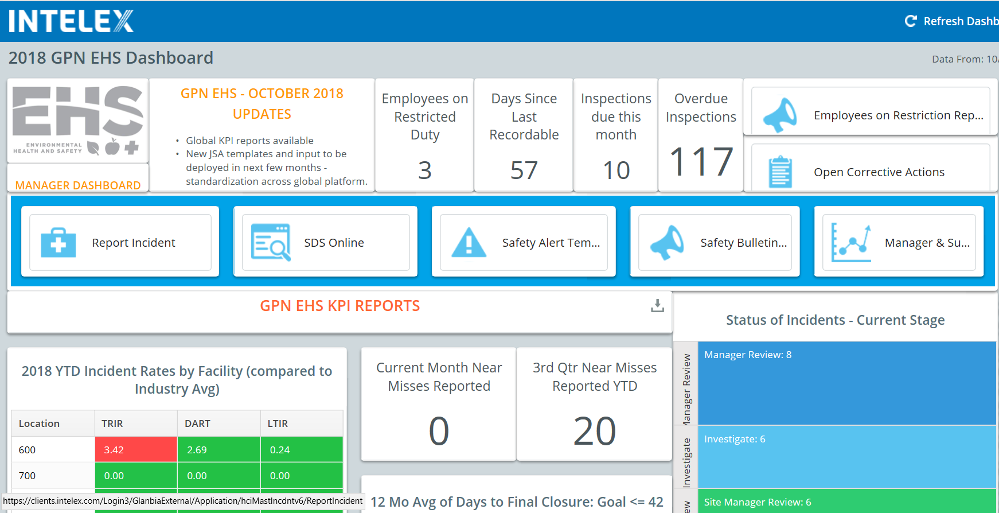 INTELEX
Refresh Dashb
2018 GPN EHS Dashboard
Data From: 10/
EHS
ENVIRONMENTAL
HEALTH AND SAFETY
MANAGER DASHBOARD
GPN EHS - OCTOBER 2018
UPDATES
• Global KPI reports available
• New JSA templates and input to be
deployed in next few months -
standardization across global platform.
Employees on
Restricted
Duty
3
Days Since
Last
Recordable
57
Inspections
due this
month
10
Overdue
Inspections
117
Employees on Restriction Rep...
Open Corrective Actions
Report Incident
SDS Online
Safety Alert Tem...
Safety Bulletin...
Manager & Su...
GPN EHS KPI REPORTS
2018 YTD Incident Rates by Facility (compared to
Industry Avg)
Location TRIR DART LTIR
600 3.42 2.69 0.24
700 0.00 0.00 0.00
Current Month Near
Misses Reported
0
3rd Qtr Near Misses
Reported YTD
20
12 Mo Avg of Days to Final Closure: Goal <= 42
Status of Incidents - Current Stage
Manager Review
Manager Review: 8
Investigate
Investigate: 6
ew
Site Manager Review: 6
https://clients.intelex.com/Login3/GlanbiaExternal/Application/hciMastIncdntv6/ReportIncident